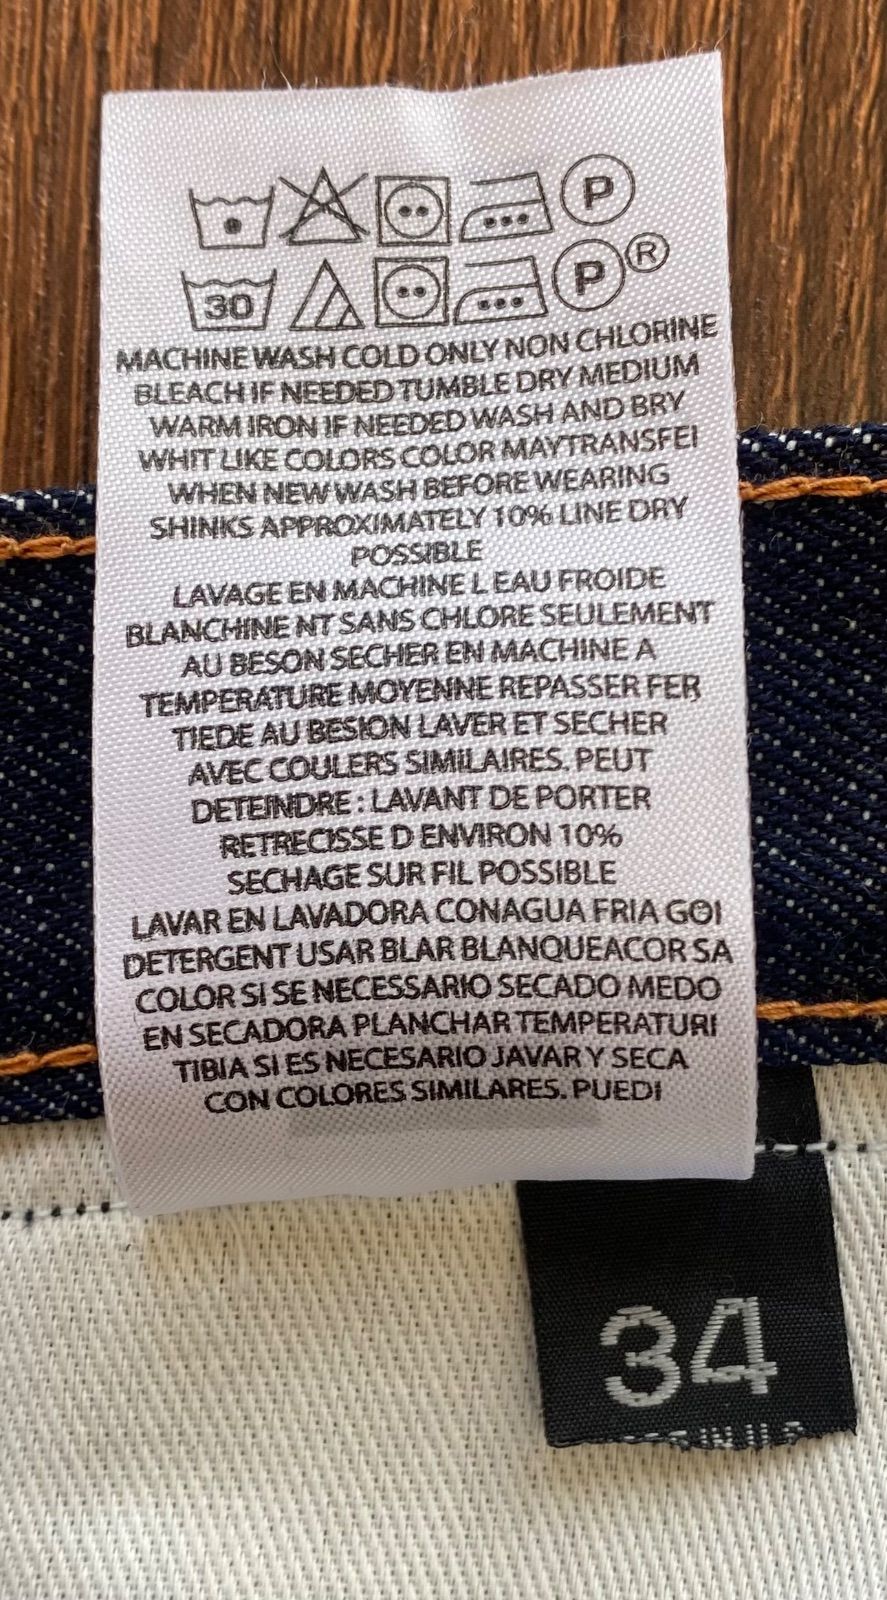 P
30 P ®
MACHINE WASH COLD ONLY NON CHLORINE
BLEACH IF NEEDED TUMBLE DRY MEDIUM
WARM IRON IF NEEDED WASH AND BRY
WHIT LIKE COLORS COLOR MAYTRANSFEI
WHEN NEW WASH BEFORE WEARING
SHINKS APPROXIMATELY 10% LINE DRY
POSSIBLE
LAVAGE EN MACHINE L EAU FROIDE
BLANCHINE NT SANS CHLORE SEULEMENT
AU BESON SECHER EN MACHINE A
TEMPERATURE MOYENNE REPASSER FER
TIEDE AU BESION LAVER ET SECHER
AVEC COULERS SIMILAIRES. PEUT
DETEINDRE : LAVANT DE PORTER
RETRECISSE D ENVIRON 10%
SECHAGE SUR FIL POSSIBLE
LAVAR EN LAVADORA CONAGUA FRIA GOI
DETERGENT USAR BLAR BLANQUEACOR SA
COLOR SI SE NECESSARIO SECADO MEDO
EN SECADORA PLANCHAR TEMPERATURI
TIBIA SI ES NECESARIO JAVAR Y SECA
CON COLORES SIMILARES. PUEDI
34